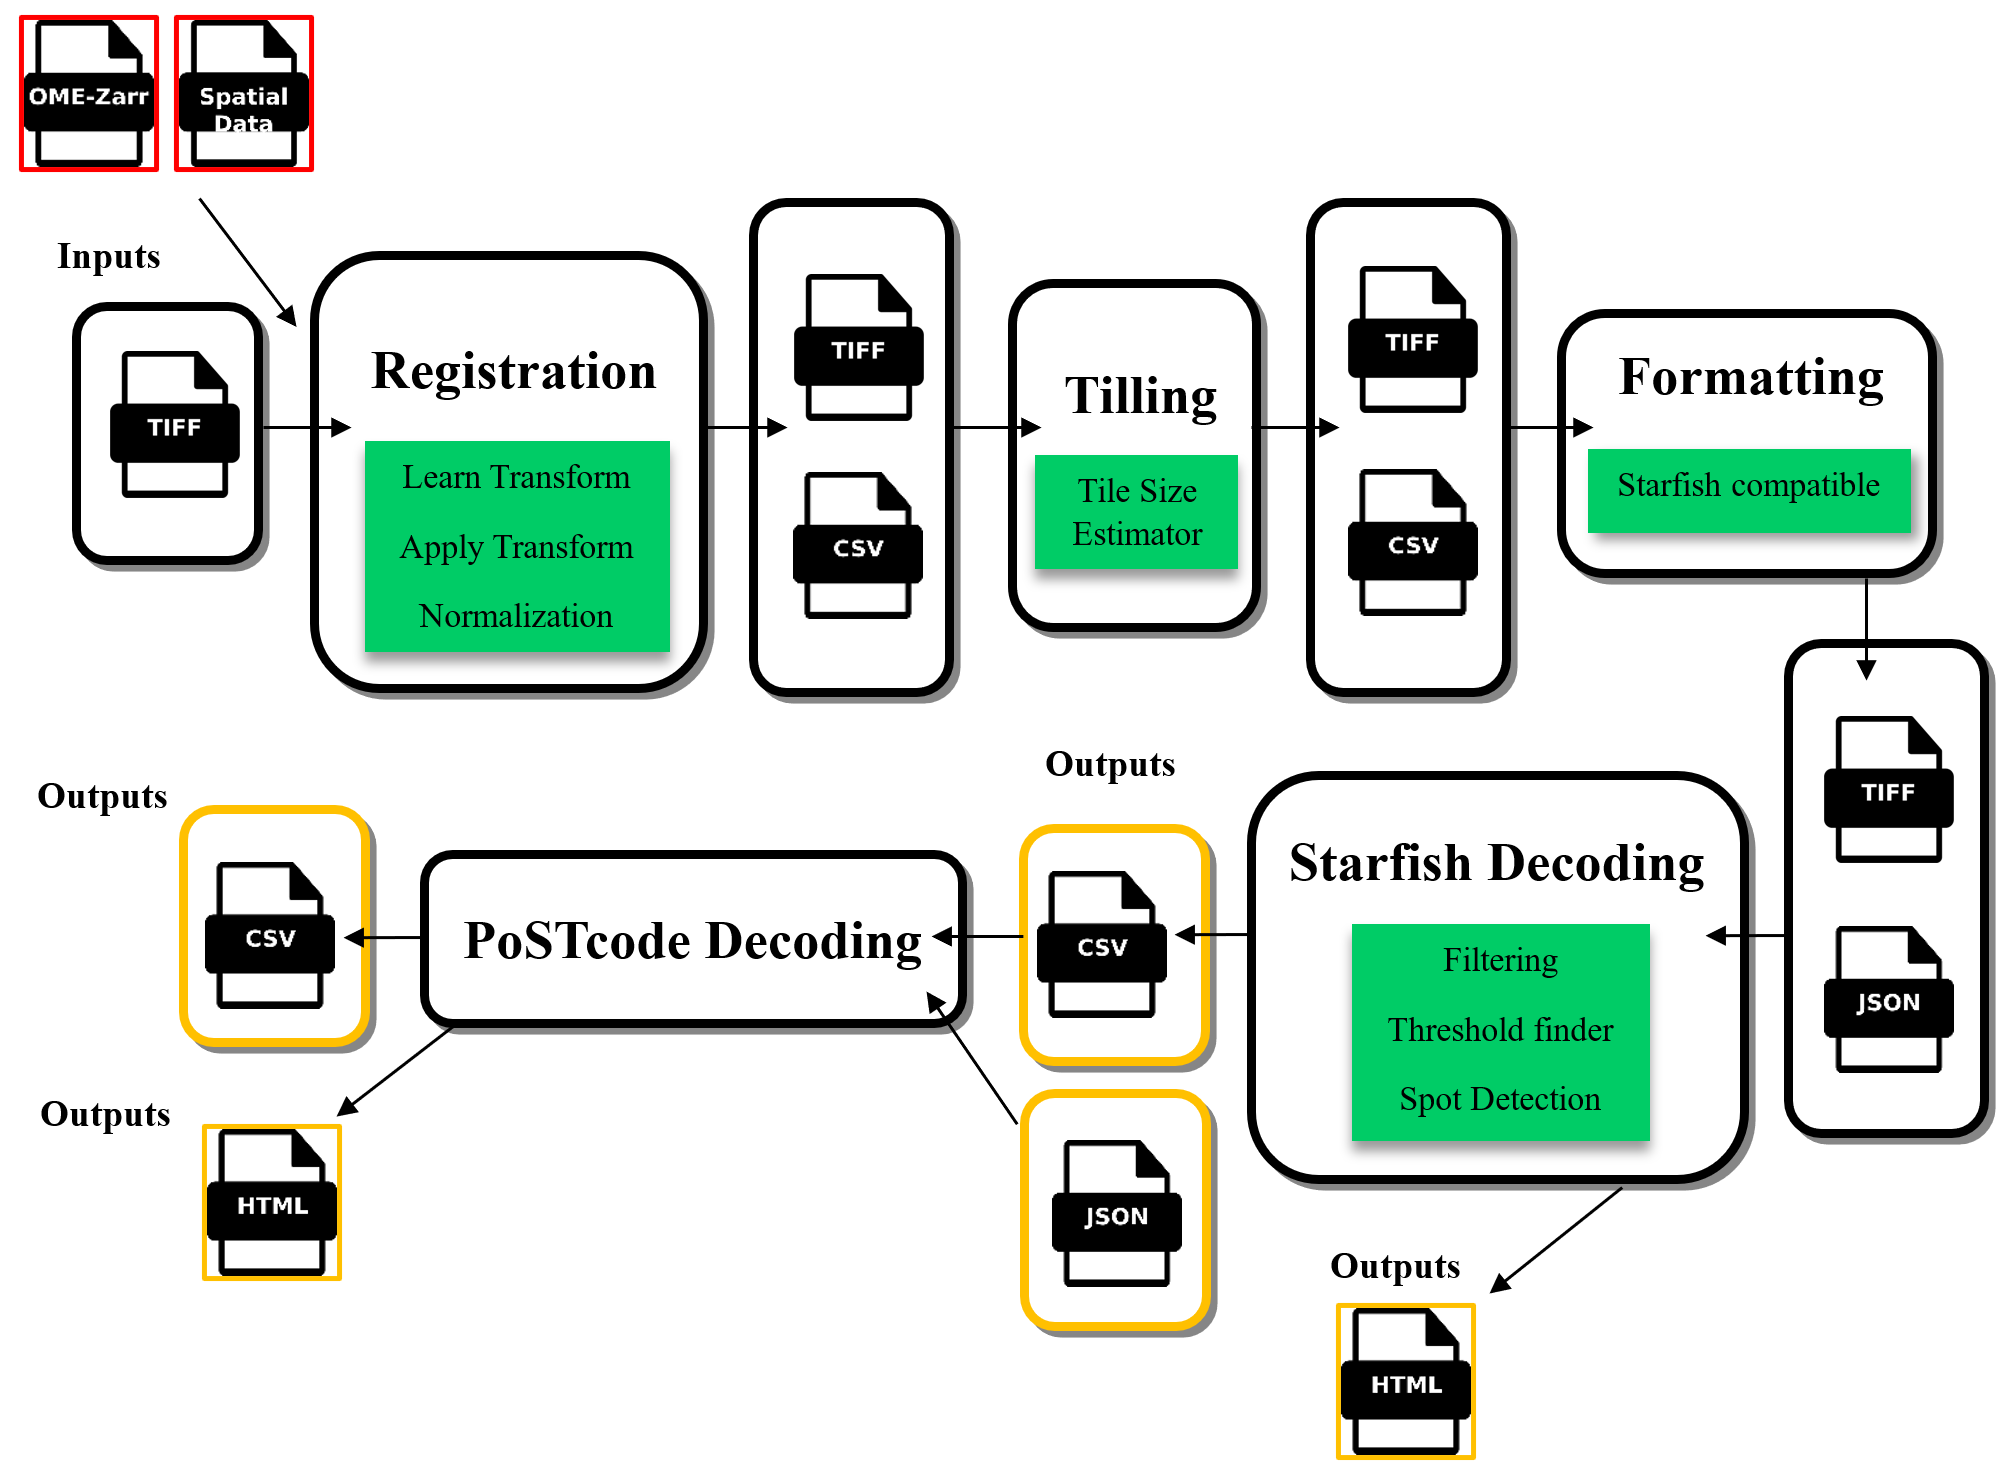 OME-Zarr
Spatial
Data
Inputs
TIFF
Registration
Learn Transform
Apply Transform
Normalization
TIFF
CSV
Tilling
Tile Size
Estimator
TIFF
CSV
Formatting
Starfish compatible
TIFF
JSON
Starfish Decoding
Filtering
Threshold finder
Spot Detection
Outputs
HTML
Outputs
CSV
JSON
PoSTcode Decoding
Outputs
CSV
Outputs
HTML